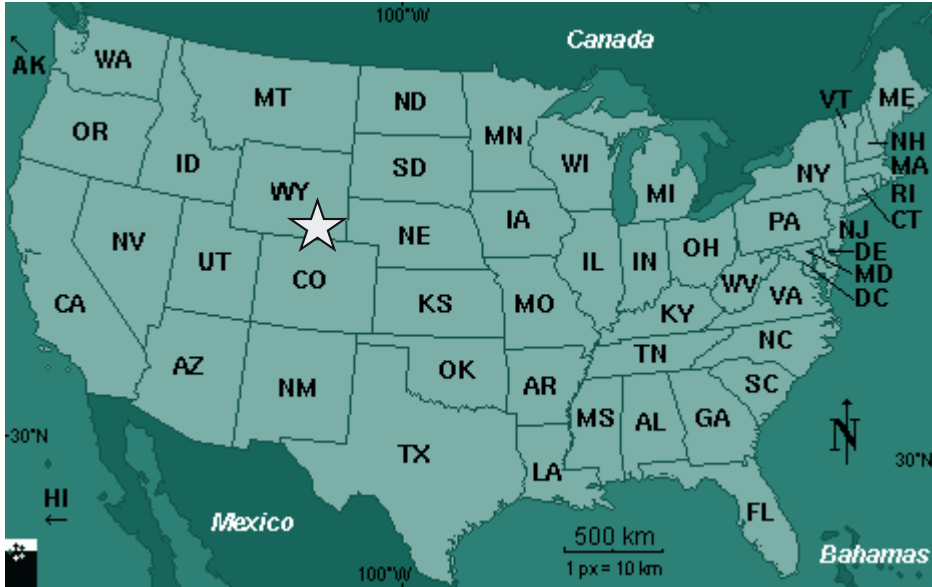 100°W
Canada
AK
WA
MT
ND
MN
VT
ME
OR
ID
SD
WI
MI
NY
NH
MA
RI
CT
WY
IA
PA
NJ
DE
MD
DC
NV
UT
CO
NE
IL
IN
OH
WV
VA
CA
KS
MO
KY
NC
AZ
NM
OK
AR
TN
SC
MS
AL
GA
N
30°N
30°N
TX
LA
HI
FL
Mexico
500 km
1 px = 10 km
Bahamas
100°W